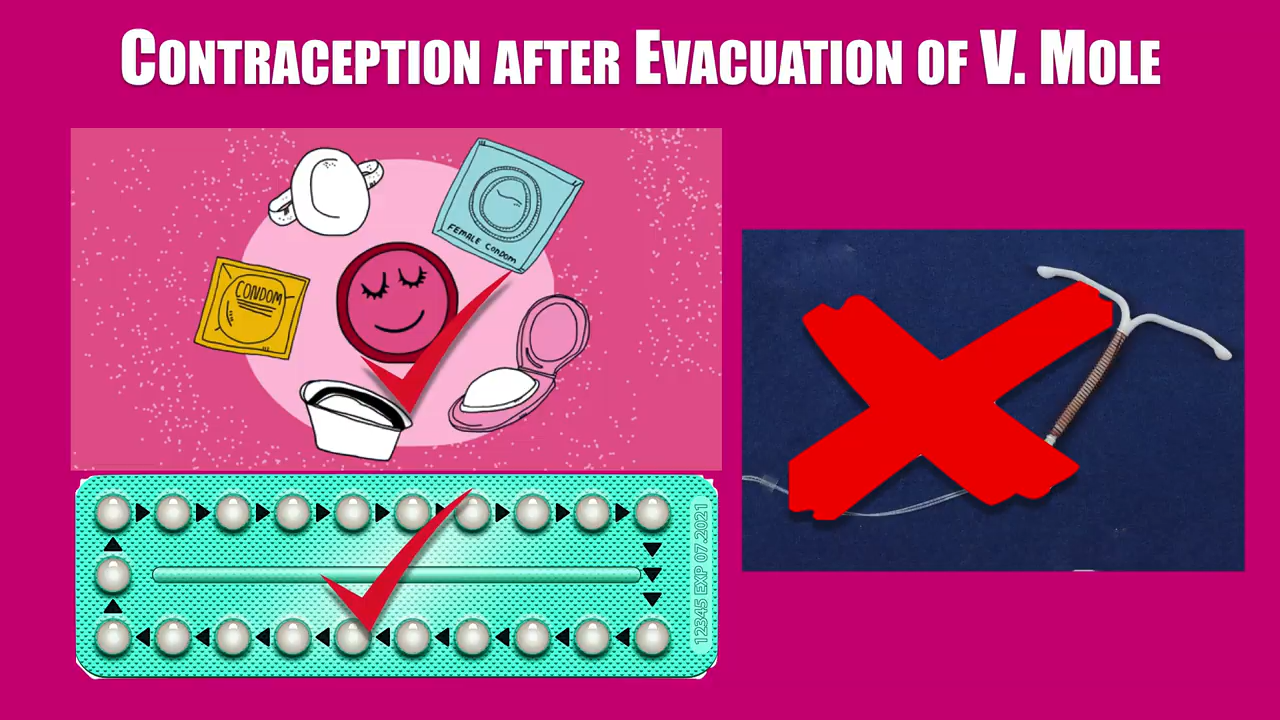 CONTRACEPTION AFTER EVACUATION OF V. MOLE
FEMALE CONDOM
CONDOM
12345 EXP 07.2021